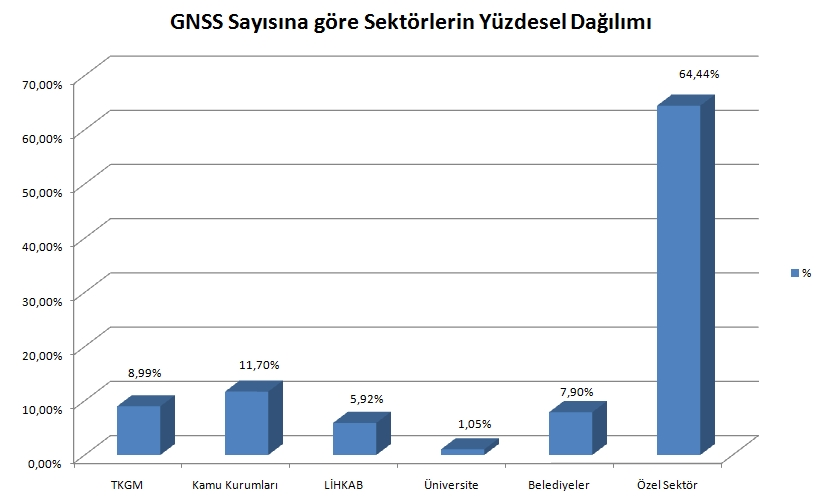 GNSS Sayısına göre Sektörlerin Yüzdesel Dağılımı
70,00%
60,00%
50,00%
40,00%
30,00%
20,00%
10,00%
0,00%
8,99%
11,70%
5,92%
1,05%
7,90%
64,44%
TKGM
Kamu Kurumları
LİHKAB
Üniversite
Belediyeler
Özel Sektör
%